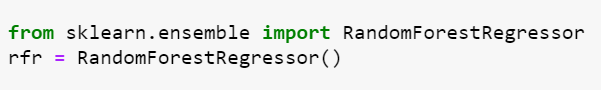 from sklearn.ensemble import RandomForestRegressor
rfr = RandomForestRegressor()